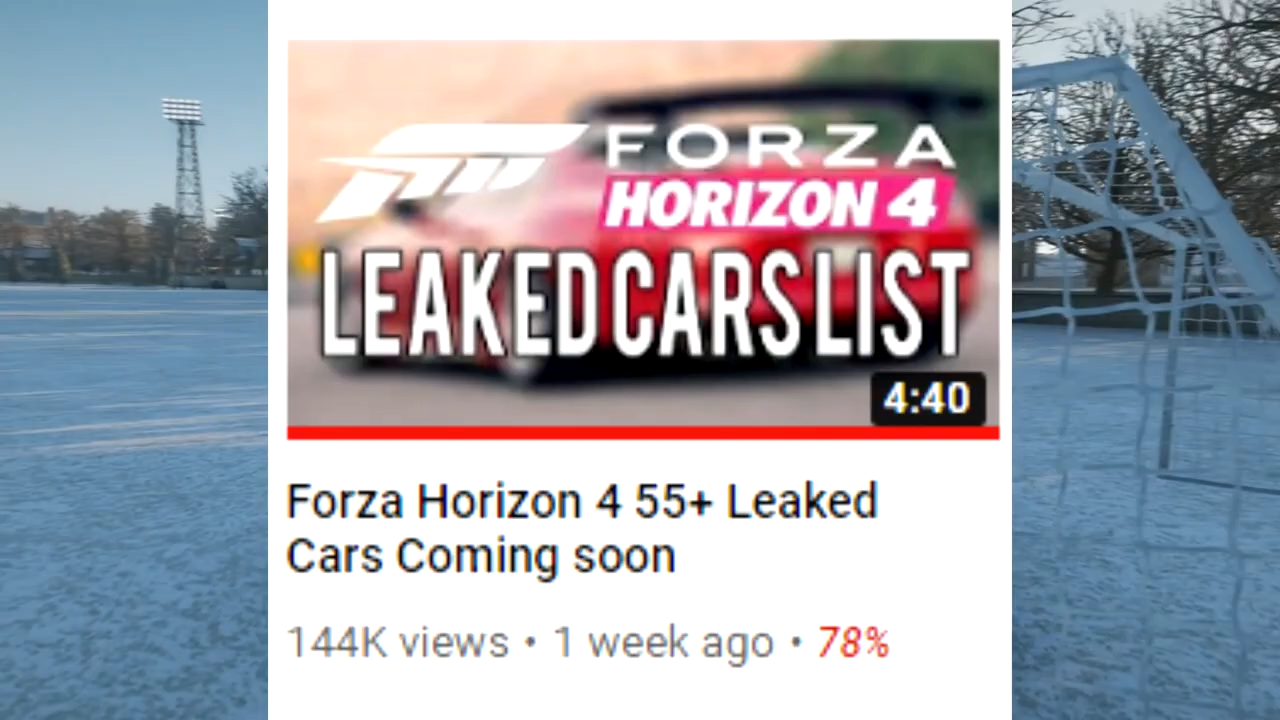 FORZA
HORIZON 4
LEAKED CARS LIST
4:40
Forza Horizon 4 55+ Leaked
Cars Coming soon
144K views • 1 week ago • 78%